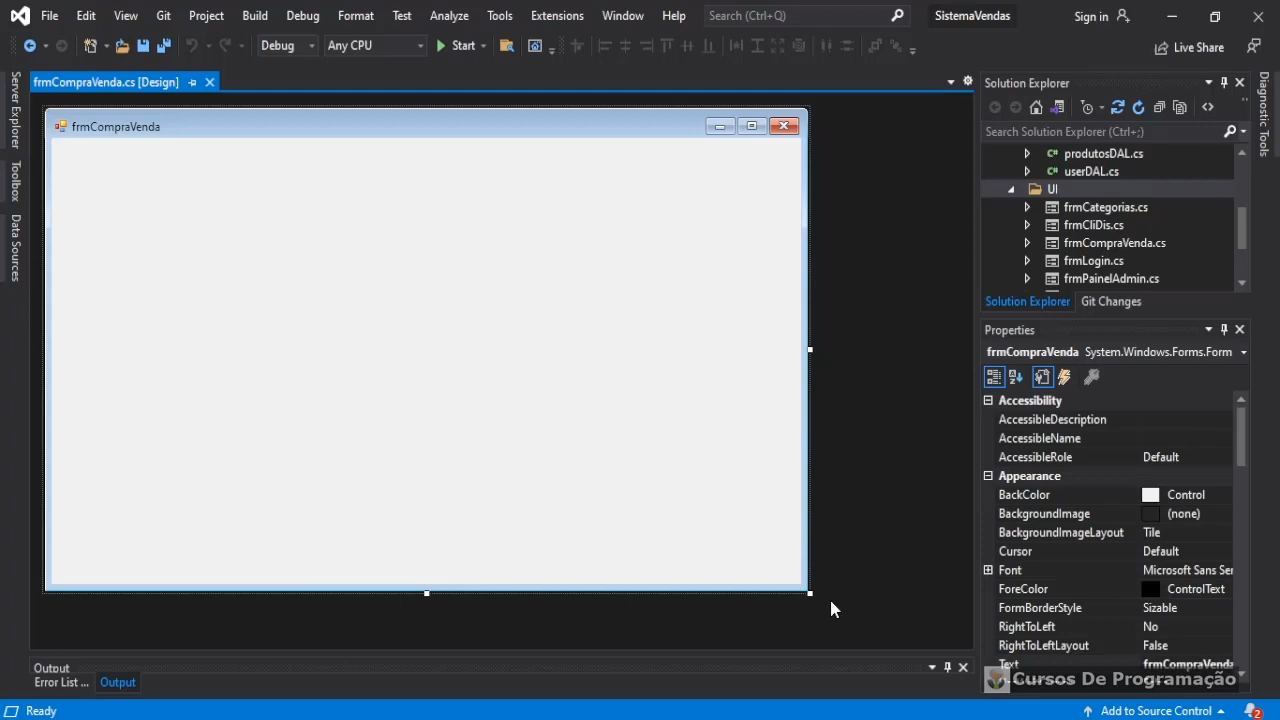 File Edit View Git Project Build Debug Format Test Analyze Tools Extensions Window Help Search (Ctrl+Q) SistemaVendas Sign in
Debug Any CPU Start Live Share
Server Explorer
Toolbox
Data Sources
frmCompraVenda.cs [Design]
frmCompraVenda
Solution Explorer
Search Solution Explorer (Ctrl+;)
produtosDAL.cs
userDAL.cs
UI
frmCategorias.cs
frmCliDis.cs
frmCompraVenda.cs
frmLogin.cs
frmPainelAdmin.cs
Solution Explorer Git Changes
Properties
frmCompraVenda System.Windows.Forms.Form
Accessibility
AccessibleDescription
AccessibleName
AccessibleRole Default
Appearance
BackColor Control
BackgroundImage (none)
BackgroundImageLayout Tile
Cursor Default
Font Microsoft Sans Ser
ForeColor ControlText
FormBorderStyle Sizable
RightToLeft No
RightToLeftLayout False
Text frmCompraVenda
Cursos De Programação
Diagnostic Tools
Output
Error List ... Output
Ready Add to Source Control 2